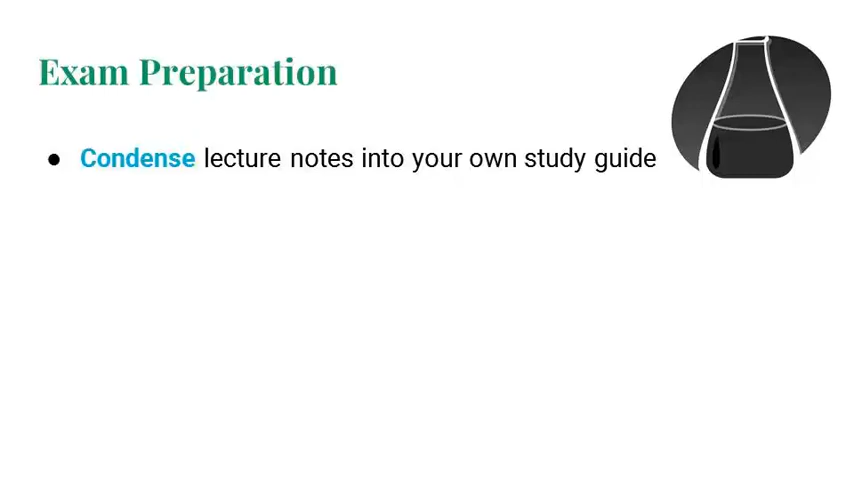 Exam Preparation
● Condense lecture notes into your own study guide